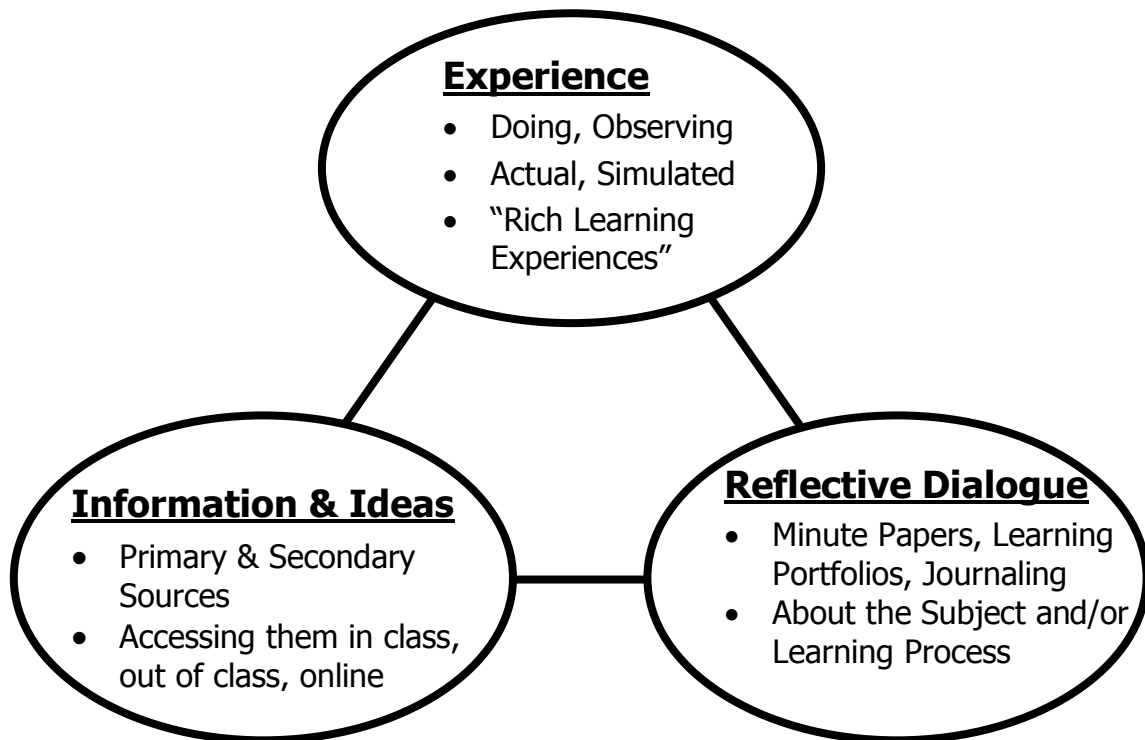 Experience
• Doing, Observing
• Actual, Simulated
• “Rich Learning
Experiences”
Information & Ideas
• Primary & Secondary
Sources
• Accessing them in class,
out of class, online
Reflective Dialogue
• Minute Papers, Learning
Portfolios, Journaling
• About the Subject and/or
Learning Process